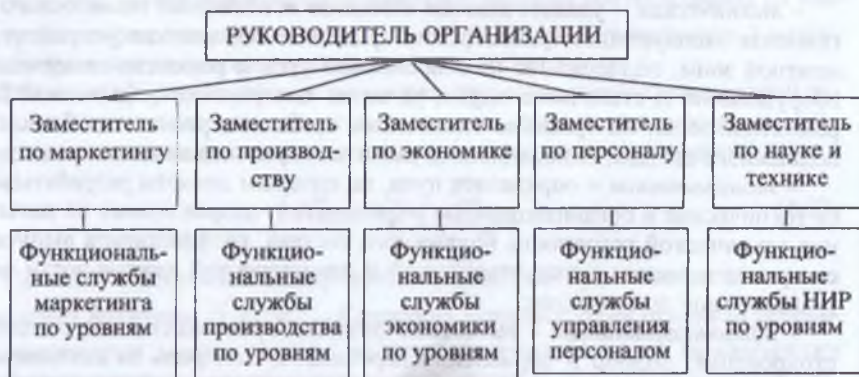 РУКОВОДИТЕЛЬ ОРГАНИЗАЦИИ
Заместитель
по маркетингу
Заместитель
по производ-
ству
Заместитель
по экономике
Заместитель
по персоналу
Заместитель
по науке и
технике
Функциональ-
ные службы
маркетинга
по уровням
Функцио-
нальные
службы
производства
по уровням
Функцио-
нальные
службы
экономики
по уровням
Функцио-
нальные
службы
управления
персоналом
Функцио-
нальные
службы НИР
по уровням